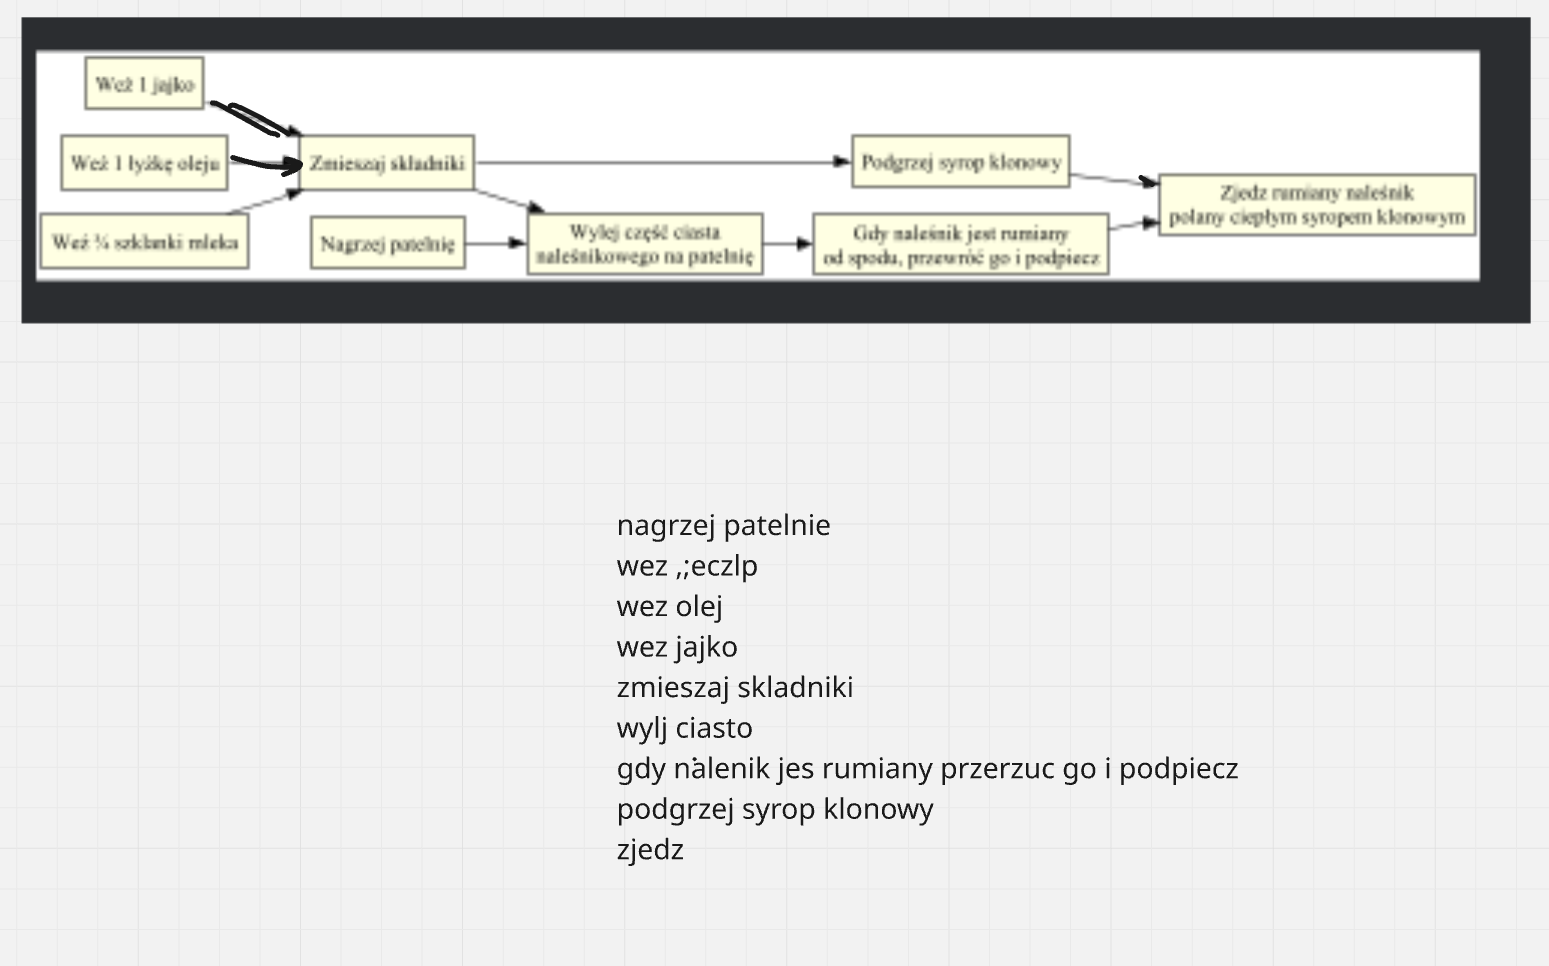 Weź 1 jajko
Weź 1 łyżkę oleju
Zmieszaj składniki
Podgrzej syrop klonowy
Zjedz rumiany naleśnik
polany ciepłym syropem klonowym
Weź ¾ szklanki mleka
Nagrzej patelnię
Wylej część ciasta
naleśnikowego na patelnię
Gdy naleśnik jest rumiany
od spodu, przewróć go i podpiecz
nagrzej patelnie
wez ,;eczlp
wez olej
wez jajko
zmieszaj skladniki
wylj ciasto
gdy nalenik jes rumiany przerzuc go i podpiecz
podgrzej syrop klonowy
zjedz